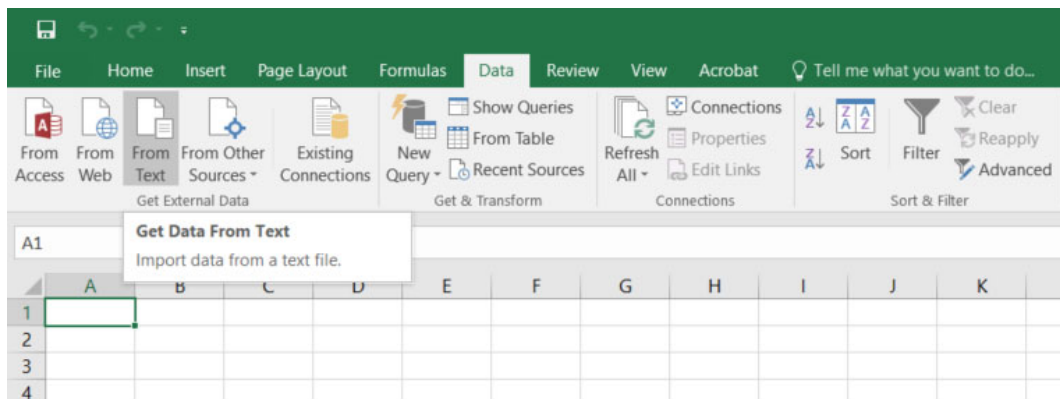 File Home Insert Page Layout Formulas Data Review View Acrobat Tell me what you want to do...
From Access
From Web
From Text
From Other Sources
Existing Connections
Get External Data
New Query
Show Queries
From Table
Recent Sources
Get & Transform
Refresh All
Connections
Properties
Edit Links
Connections
A Z
Z A
Z A A Z
Sort
Filter
Clear
Reapply
Advanced
Sort & Filter
A1
Get Data From Text
Import data from a text file.
A B C D E F G H I J K
1
2
3
4